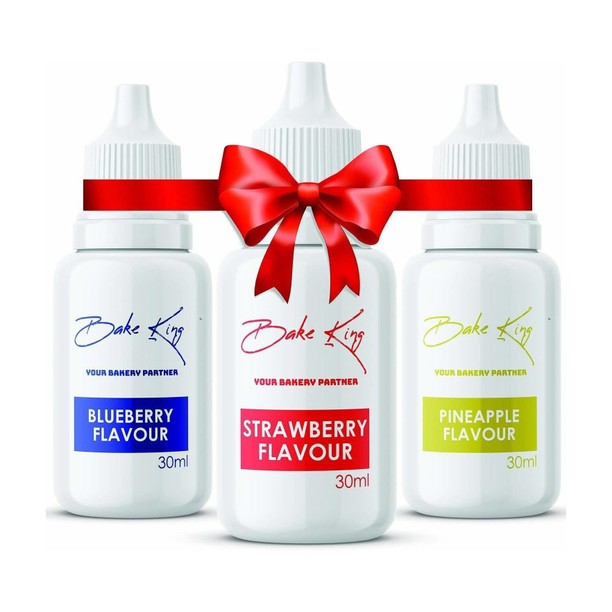 Bake King
YOUR BAKERY PARTNER
BLUEBERRY
FLAVOUR
30ml
Bake King
YOUR BAKERY PARTNER
STRAWBERRY
FLAVOUR
30ml
Bake King
YOUR BAKERY PARTNER
PINEAPPLE
FLAVOUR
30ml